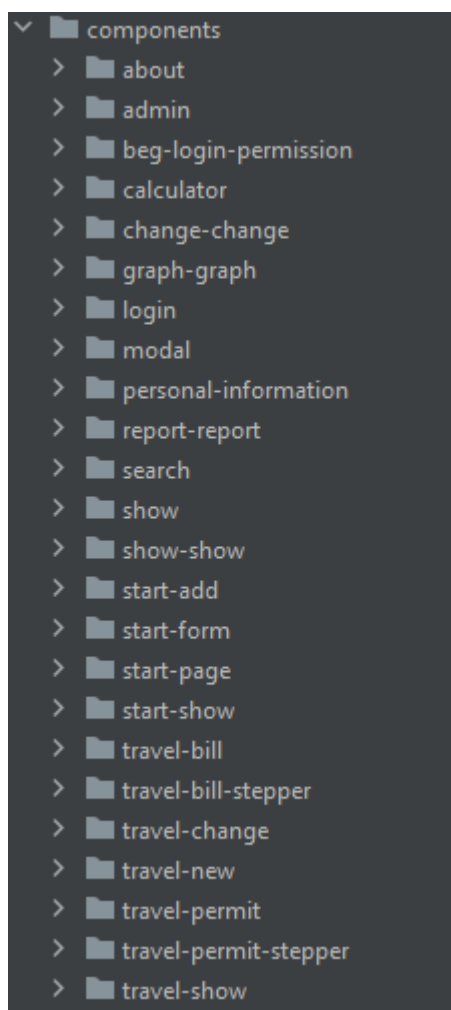 components
about
admin
beg-login-permission
calculator
change-change
graph-graph
login
modal
personal-information
report-report
search
show
show-show
start-add
start-form
start-page
start-show
travel-bill
travel-bill-stepper
travel-change
travel-new
travel-permit
travel-permit-stepper
travel-show